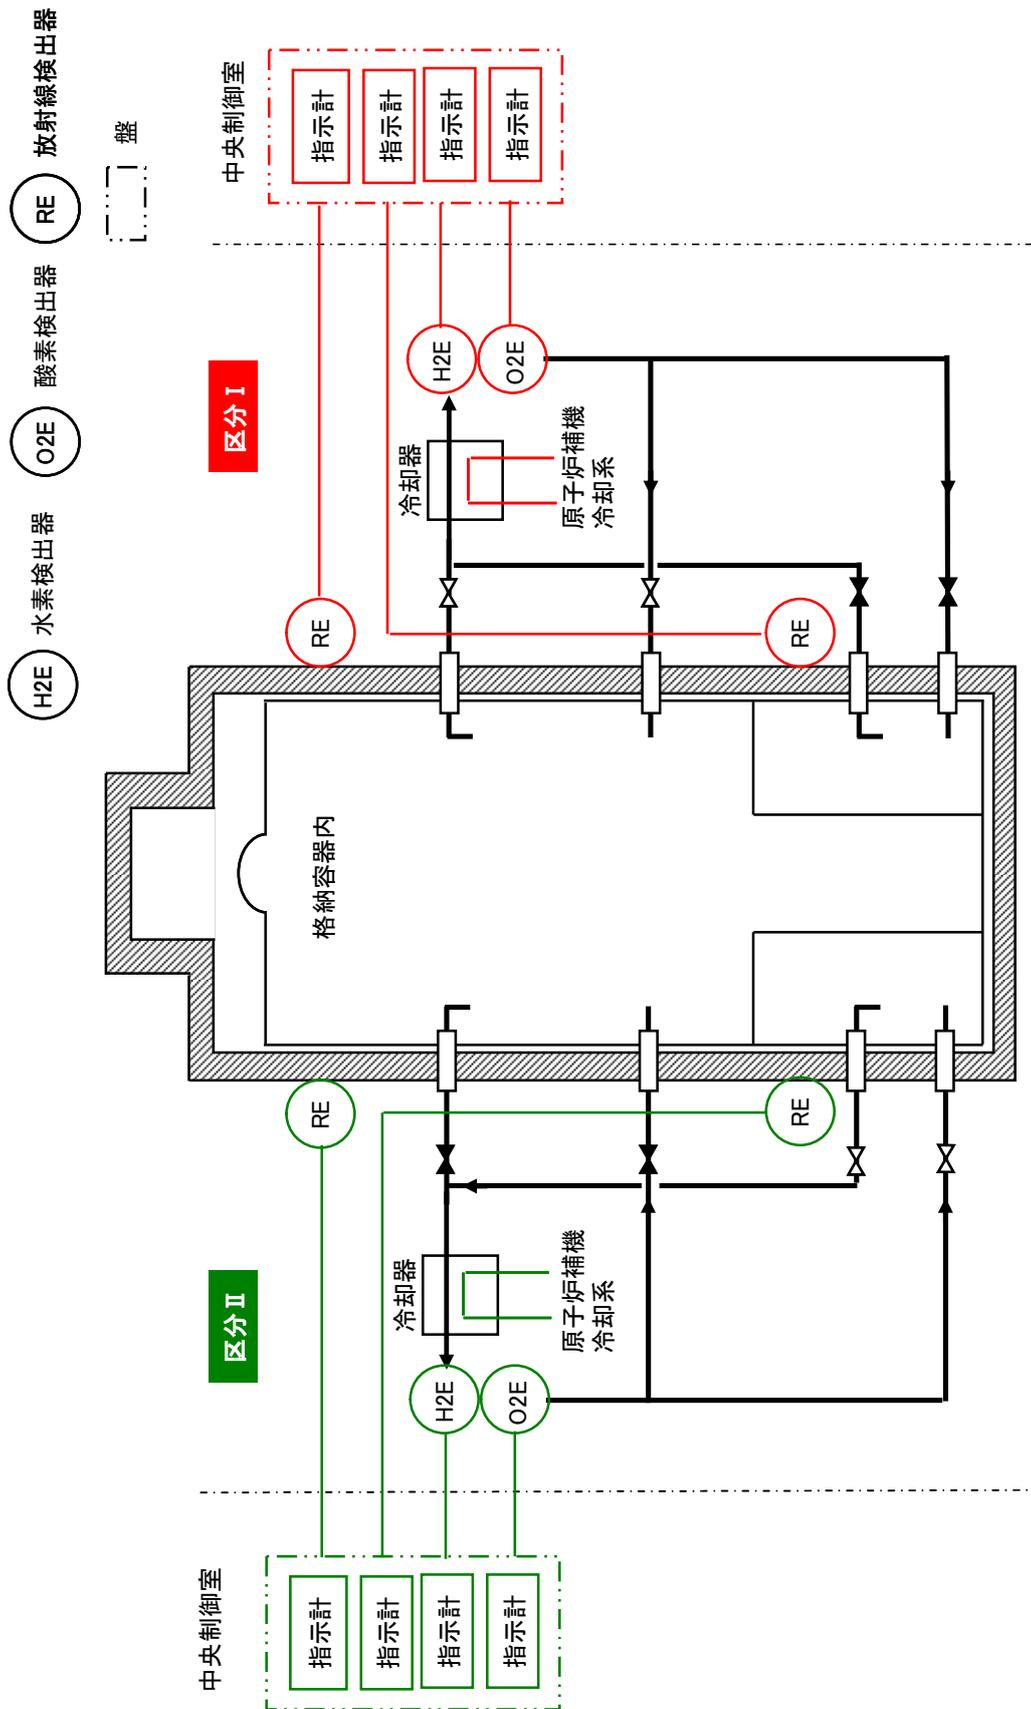 H2E
水素検出器
O2E
酸素検出器
RE
放射線検出器
盤
中央制御室
区分Ⅱ
区分Ⅰ
中央制御室
指示計
指示計
指示計
指示計
RE
RE
H2E
O2E
冷却器
原子炉補機
冷却系
格納容器内
RE
RE
冷却器
原子炉補機
冷却系
H2E
O2E
指示計
指示計
指示計
指示計